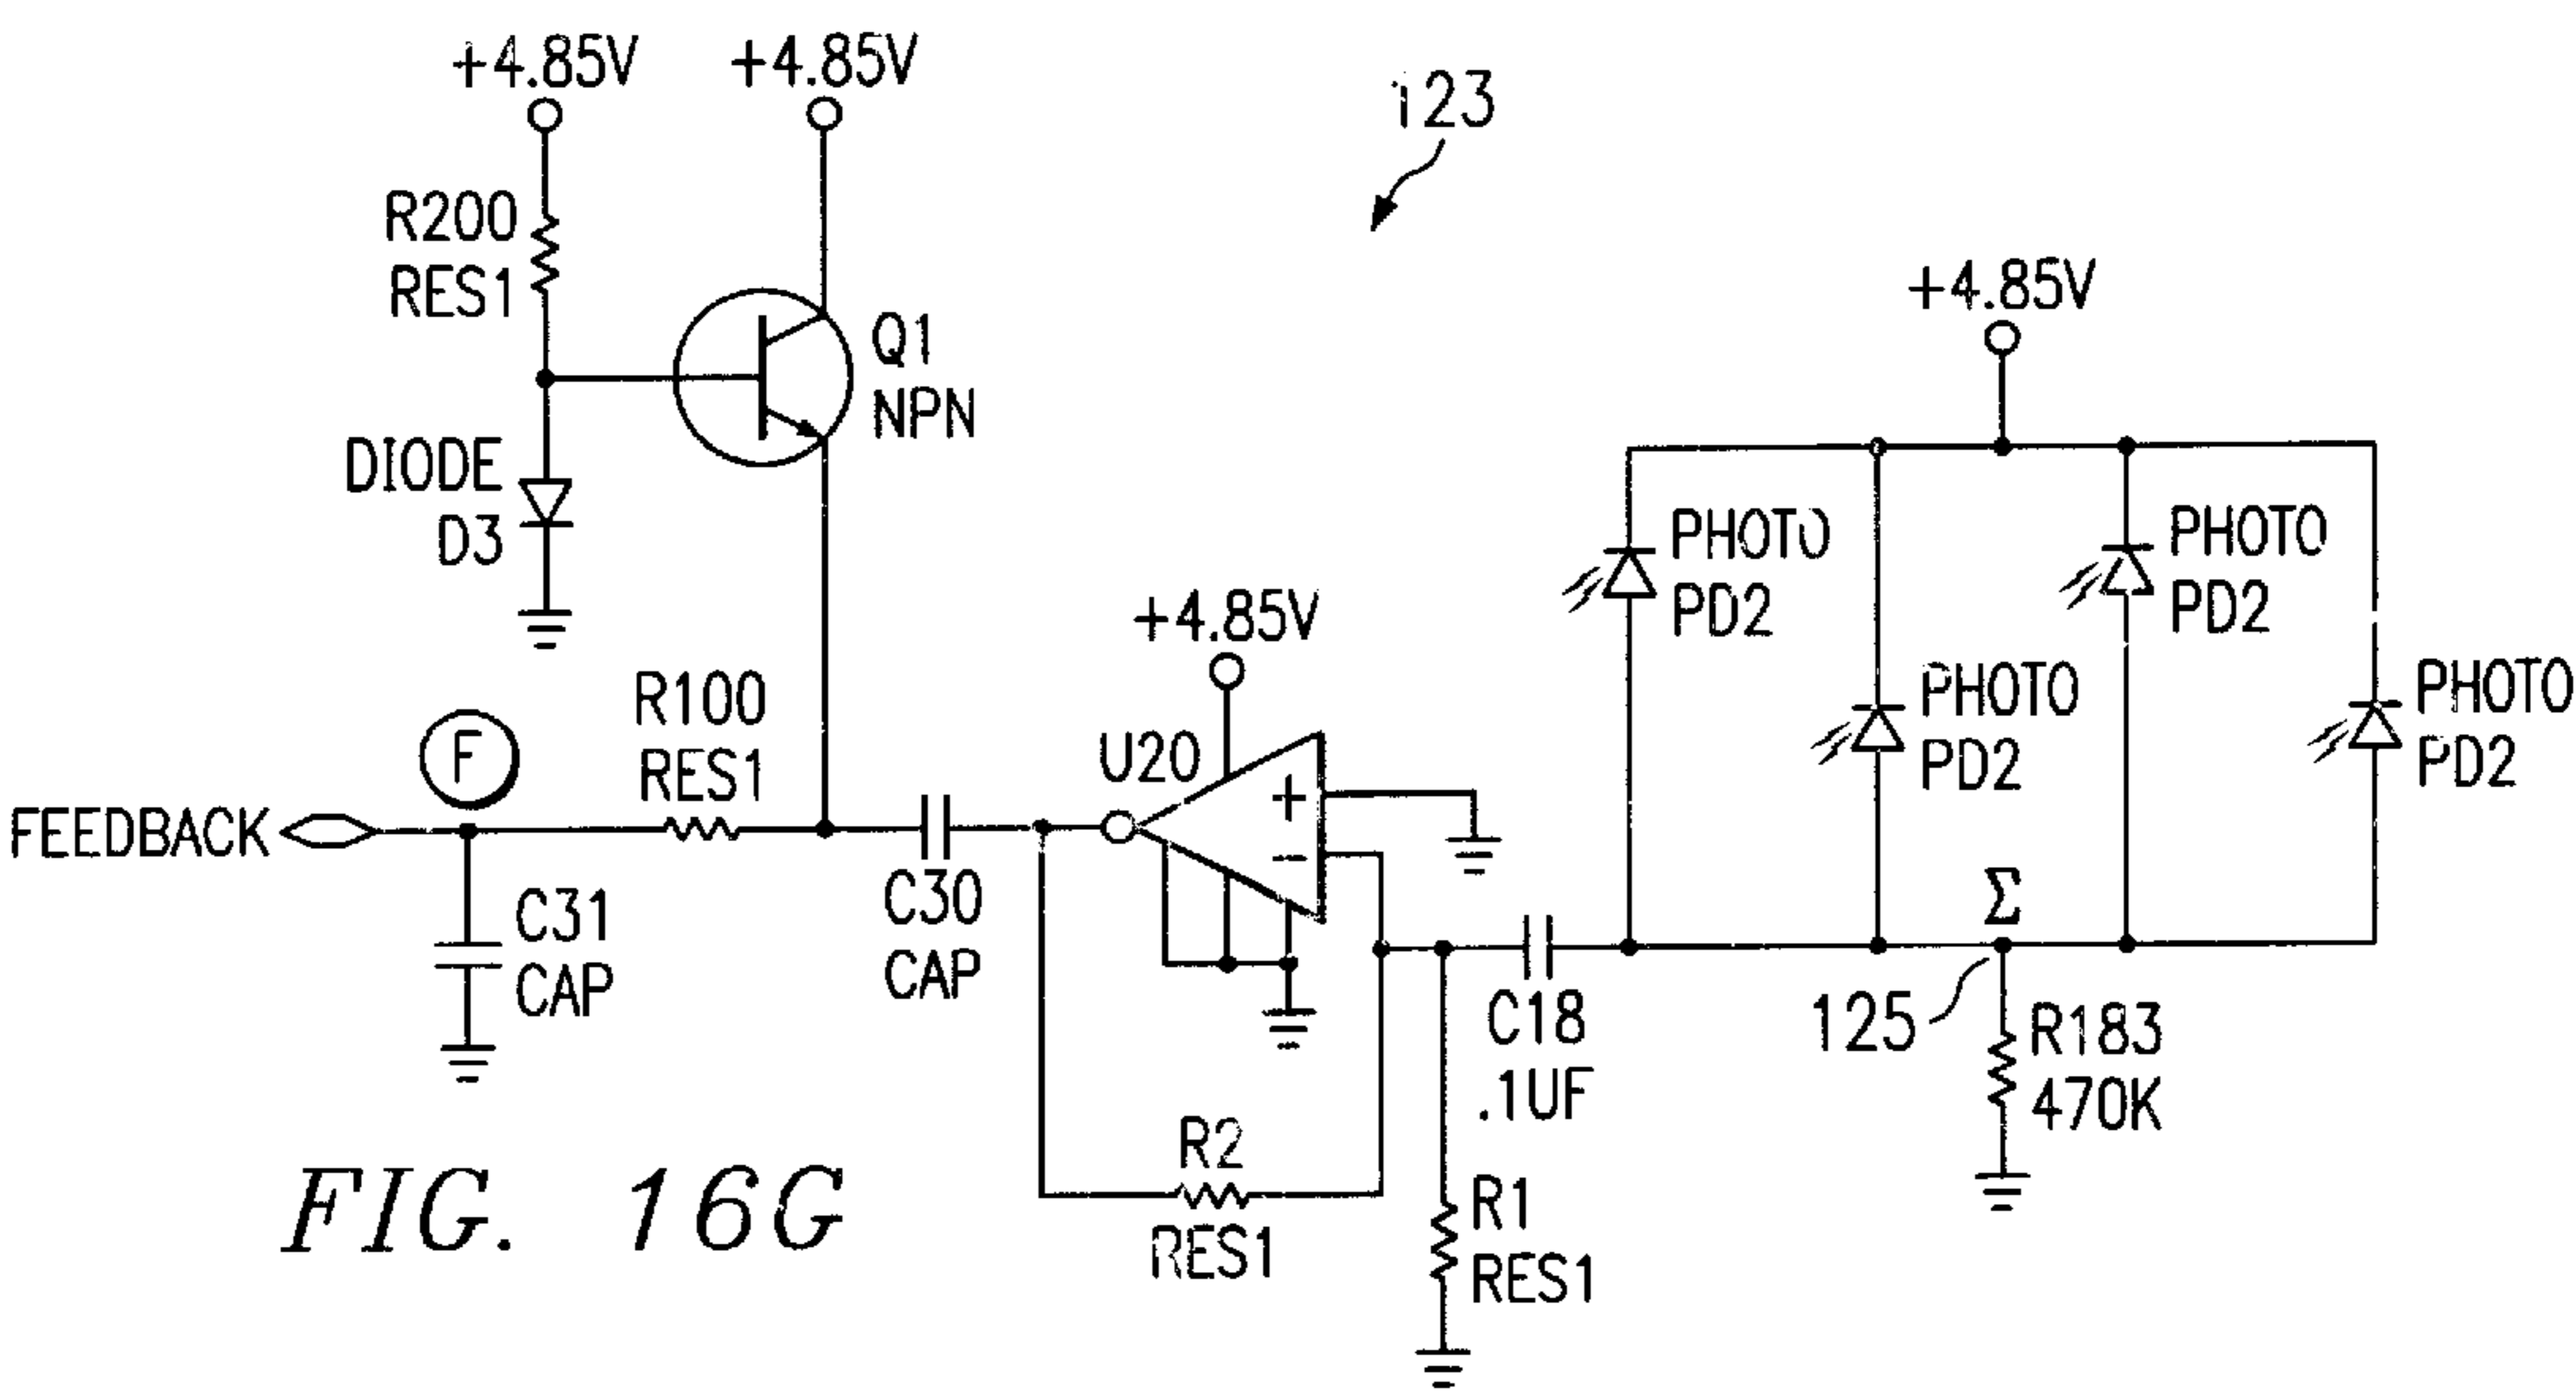 +4.85V
+4.85V
123
R200
RES1
Q1
NPN
+4.85V
DIODE
D3
PHOTO
PD2
PHOTO
PD2
+4.85V
PHOTO
PD2
PHOTO
PD2
R100
RES1
F
FEEDBACK
U20
+
-
C31
CAP
C30
CAP
Σ
125
C18
.1UF
R183
470K
R2
RES1
R1
RES1
FIG. 16G